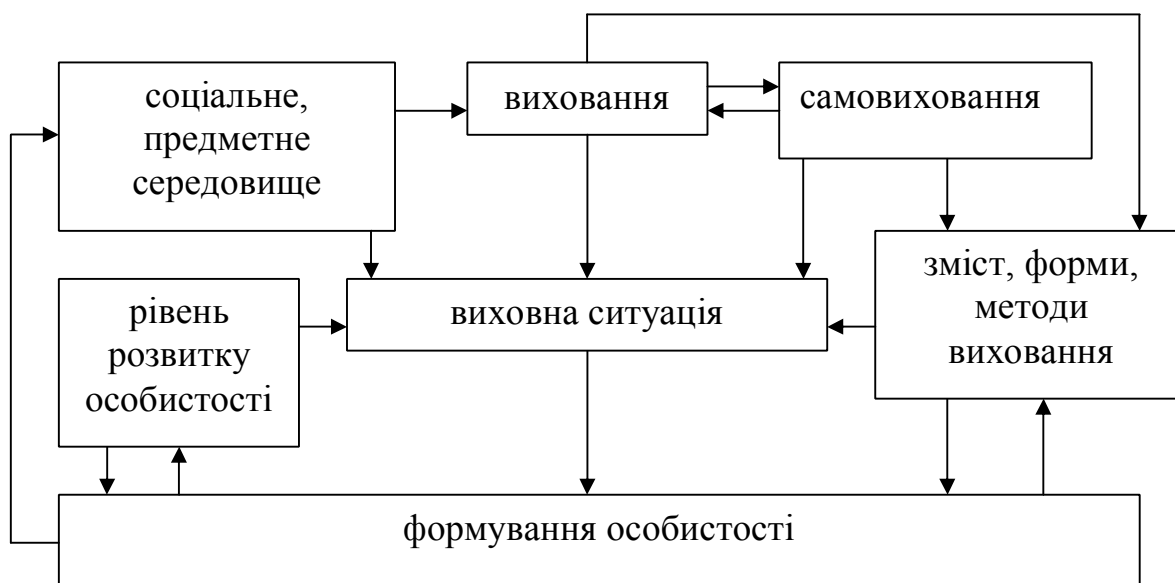 соціальне,
предметне
середовище
виховання
самовиховання
рівень
розвитку
особистості
виховна ситуація
зміст, форми,
методи
виховання
формування особистості